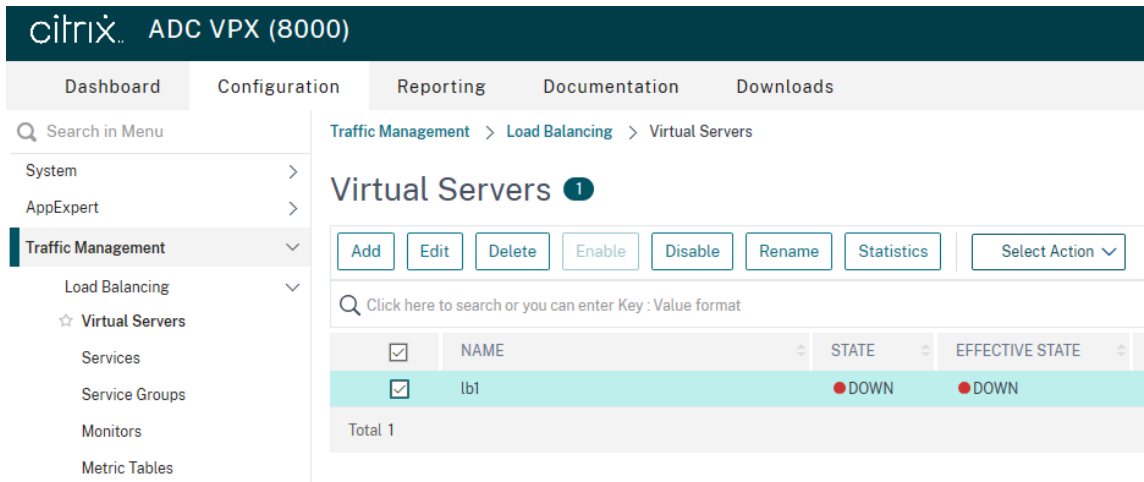 citrix. ADC VPX (8000)
Dashboard Configuration Reporting Documentation Downloads
Search in Menu
System
AppExpert
Traffic Management
Load Balancing
Virtual Servers
Services
Service Groups
Monitors
Metric Tables
Traffic Management > Load Balancing > Virtual Servers
Virtual Servers 1
Add Edit Delete Enable Disable Rename Statistics Select Action
Click here to search or you can enter Key : Value format
NAME STATE EFFECTIVE STATE
lb1 DOWN DOWN
Total 1